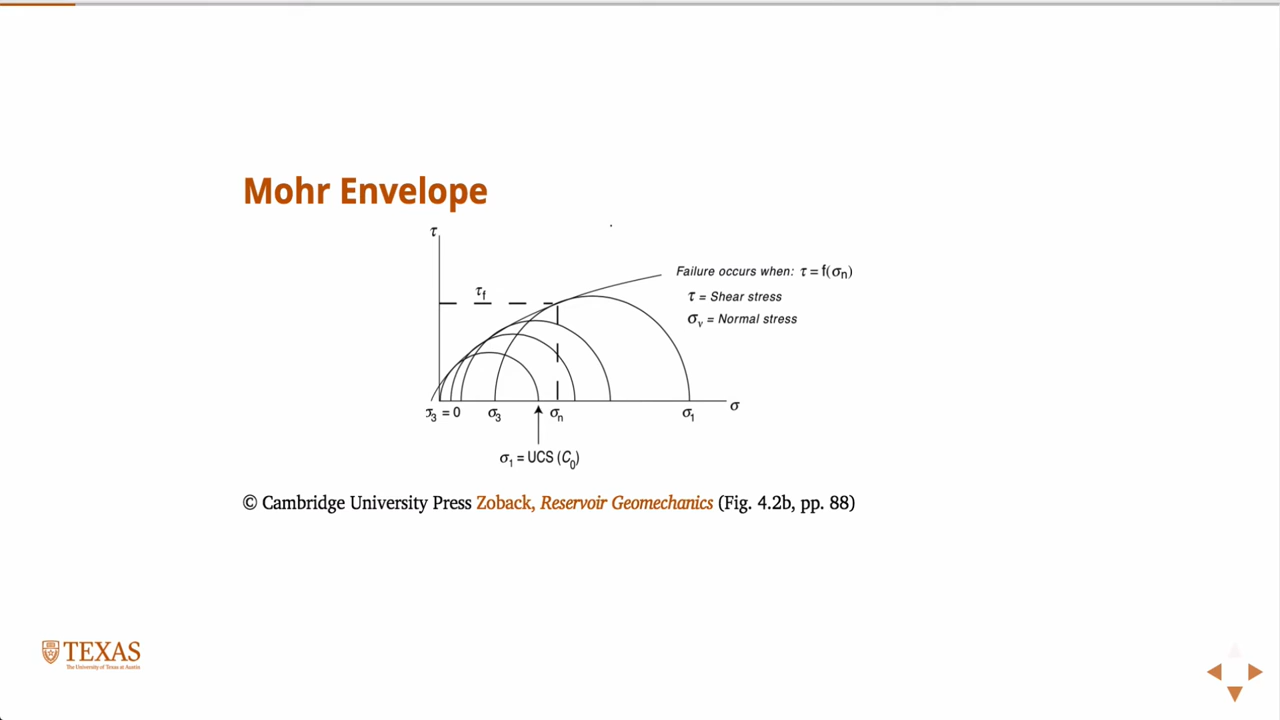 Mohr Envelope
τ
Failure occurs when: τ = f(σn)
τf
τ = Shear stress
σν = Normal stress
σ3 = 0 σ3 σn σ1 σ
σ1 = UCS (C0)
© Cambridge University Press Zoback, Reservoir Geomechanics (Fig. 4.2b, pp. 88)
TEXAS
The University of Texas at Austin